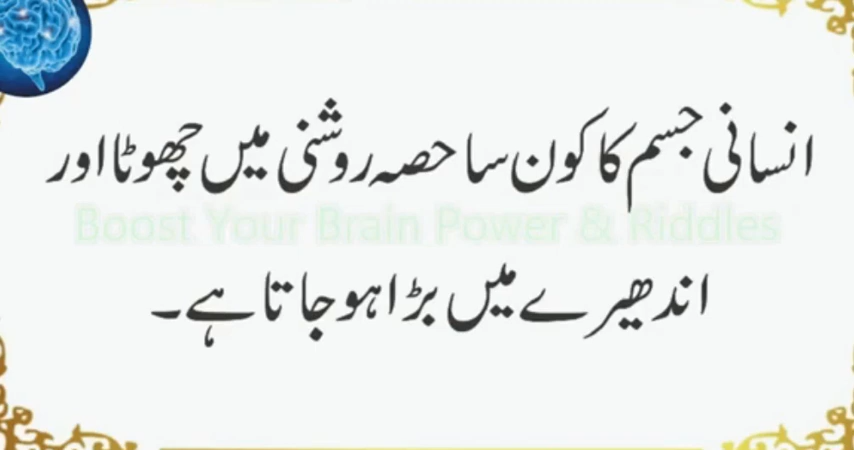 انسانی جسم کا کون سا حصہ روشنی میں چھوٹا اور
Boost Your Brain Power & Riddles
اندھیرے میں بڑا ہو جاتا ہے۔